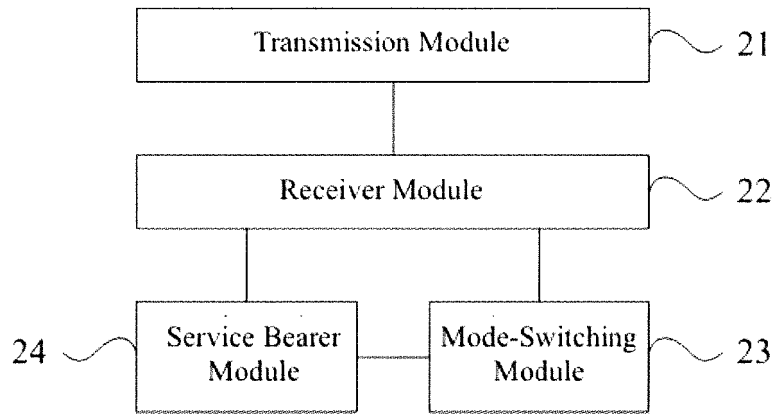 Transmission Module
21
Receiver Module
22
Service Bearer
Module
24
Mode-Switching
Module
23